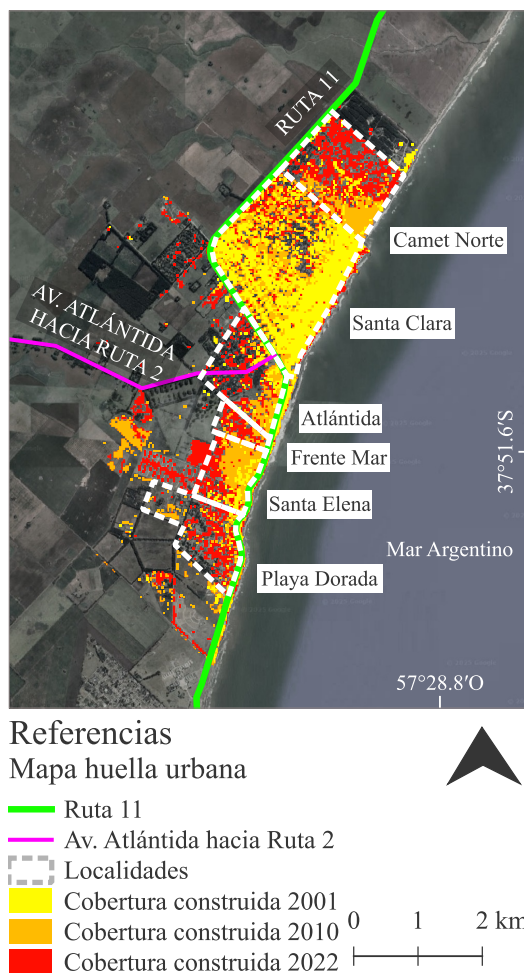 RUTA 11
Camet Norte
AV. ATLÁNTIDA
HACIA RUTA 2
Santa Clara
Atlántida
Frente Mar
Santa Elena
37°51.6'S
Mar Argentino
Playa Dorada
57°28.8'O
Referencias
Mapa huella urbana
Ruta 11
Av. Atlántida hacia Ruta 2
Localidades
Cobertura construida 2001
Cobertura construida 2010
Cobertura construida 2022
0 1 2 km